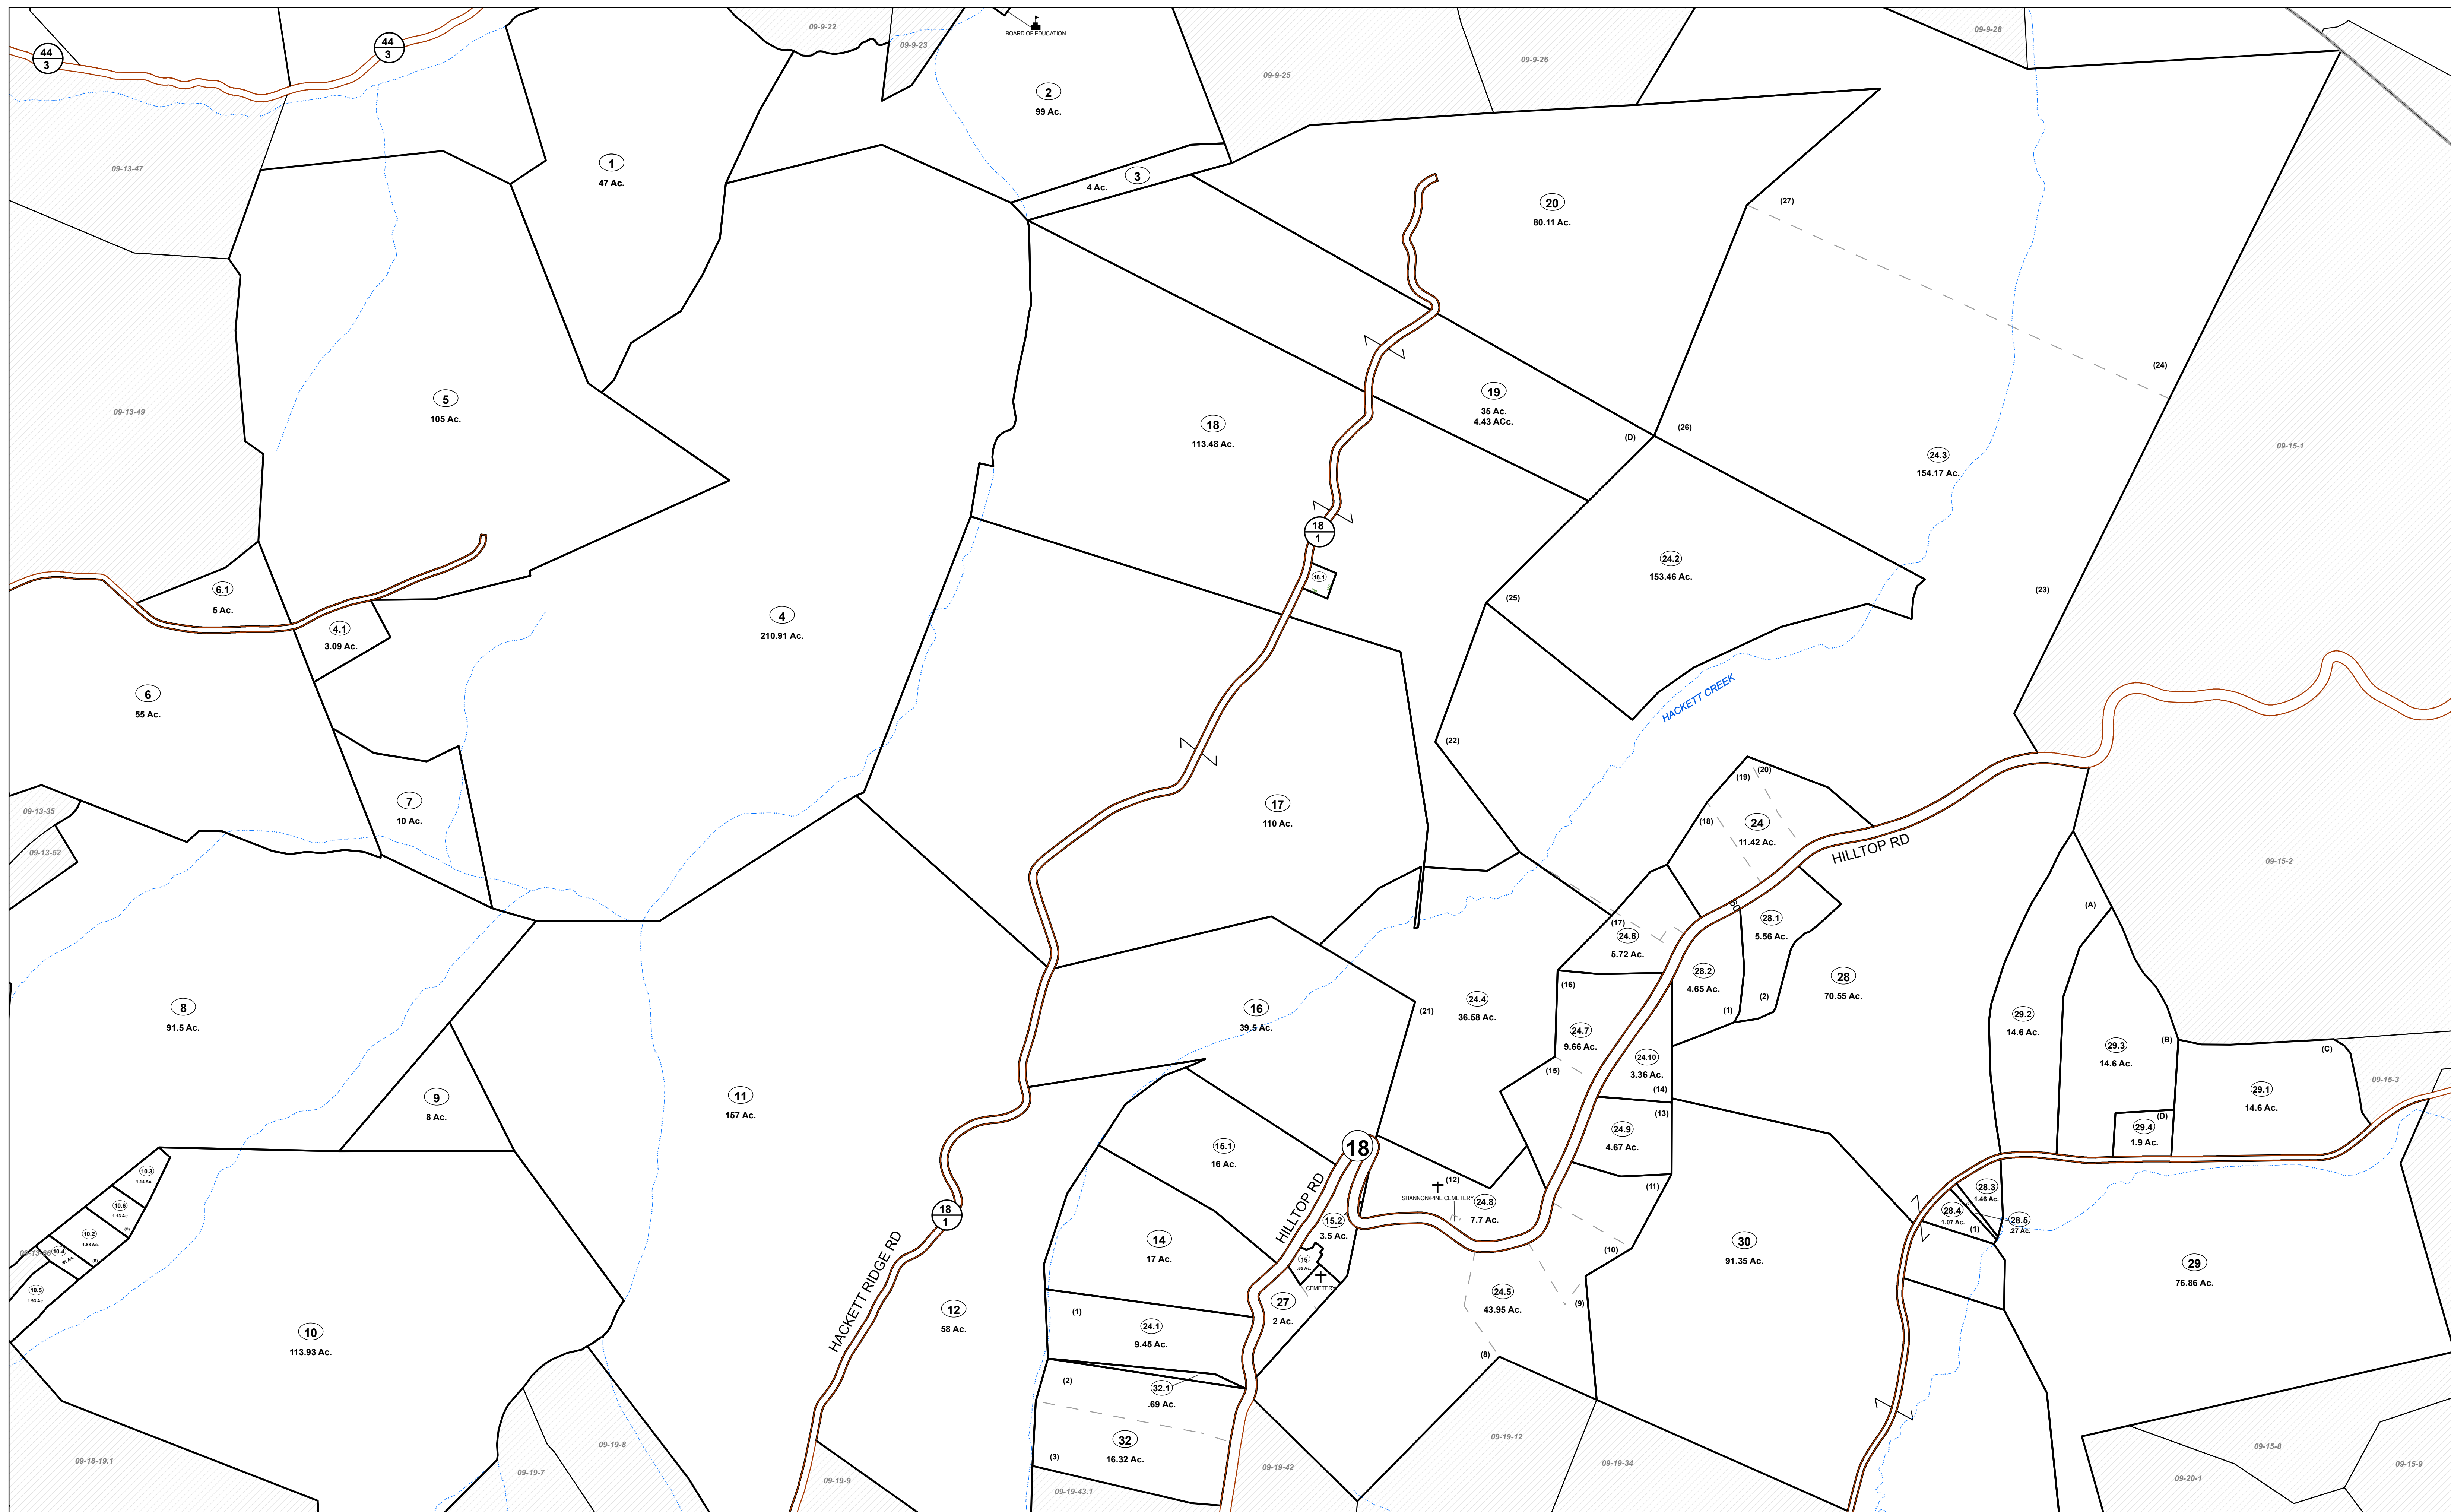 09-9-22
09-9-23
BOARD OF EDUCATION
09-9-28
44
3
44
3
09-9-25
09-9-26
2
99 Ac.
09-13-47
1
47 Ac.
3
4 Ac.
20
80.11 Ac.
(27)
(24)
09-13-49
5
105 Ac.
18
113.48 Ac.
19
35 Ac.
4.43 ACc.
(D)
(26)
24.3
154.17 Ac.
09-15-1
18
1
24.2
153.46 Ac.
18.1
6.1
5 Ac.
4.1
3.09 Ac.
4
210.91 Ac.
(25)
(23)
6
55 Ac.
HACKETT CREEK
(22)
(19)
(20)
09-13-35
7
10 Ac.
17
110 Ac.
(18)
24
11.42 Ac.
HILLTOP RD
09-13-52
09-15-2
60
(A)
28.1
5.56 Ac.
(17)
24.6
5.72 Ac.
8
91.5 Ac.
16
39.5 Ac.
(21)
24.4
36.58 Ac.
(16)
28.2
4.65 Ac.
(1)
(2)
28
70.55 Ac.
29.2
14.6 Ac.
24.7
9.66 Ac.
29.3
14.6 Ac.
(B)
(C)
24.10
3.36 Ac.
(15)
(14)
(13)
29.1
14.6 Ac.
09-15-3
9
8 Ac.
11
157 Ac.
(D)
29.4
1.9 Ac.
24.9
4.67 Ac.
15.1
16 Ac.
18
10.3
1.14 Ac.
10.6
1.13 Ac.
(12)
SHANNON\PINE CEMETERY
24.8
7.7 Ac.
(11)
28.3
1.46 Ac.
28.4
1.07 Ac.
(1)
28.5
.27 Ac.
HILLTOP RD
15.2
3.5 Ac.
18
1
10.2
10.4
14
17 Ac.
15
CEMETERY
(10)
30
91.35 Ac.
29
76.86 Ac.
10.5
1.93 Ac.
HACKETT RIDGE RD
12
58 Ac.
(1)
24.1
9.45 Ac.
27
2 Ac.
24.5
43.95 Ac.
(9)
10
113.93 Ac.
(8)
(2)
32.1
.69 Ac.
09-18-19.1
09-19-8
09-19-7
09-19-9
32
16.32 Ac.
(3)
09-19-43.1
09-19-42
09-19-12
09-19-34
09-15-8
09-20-1
09-15-9